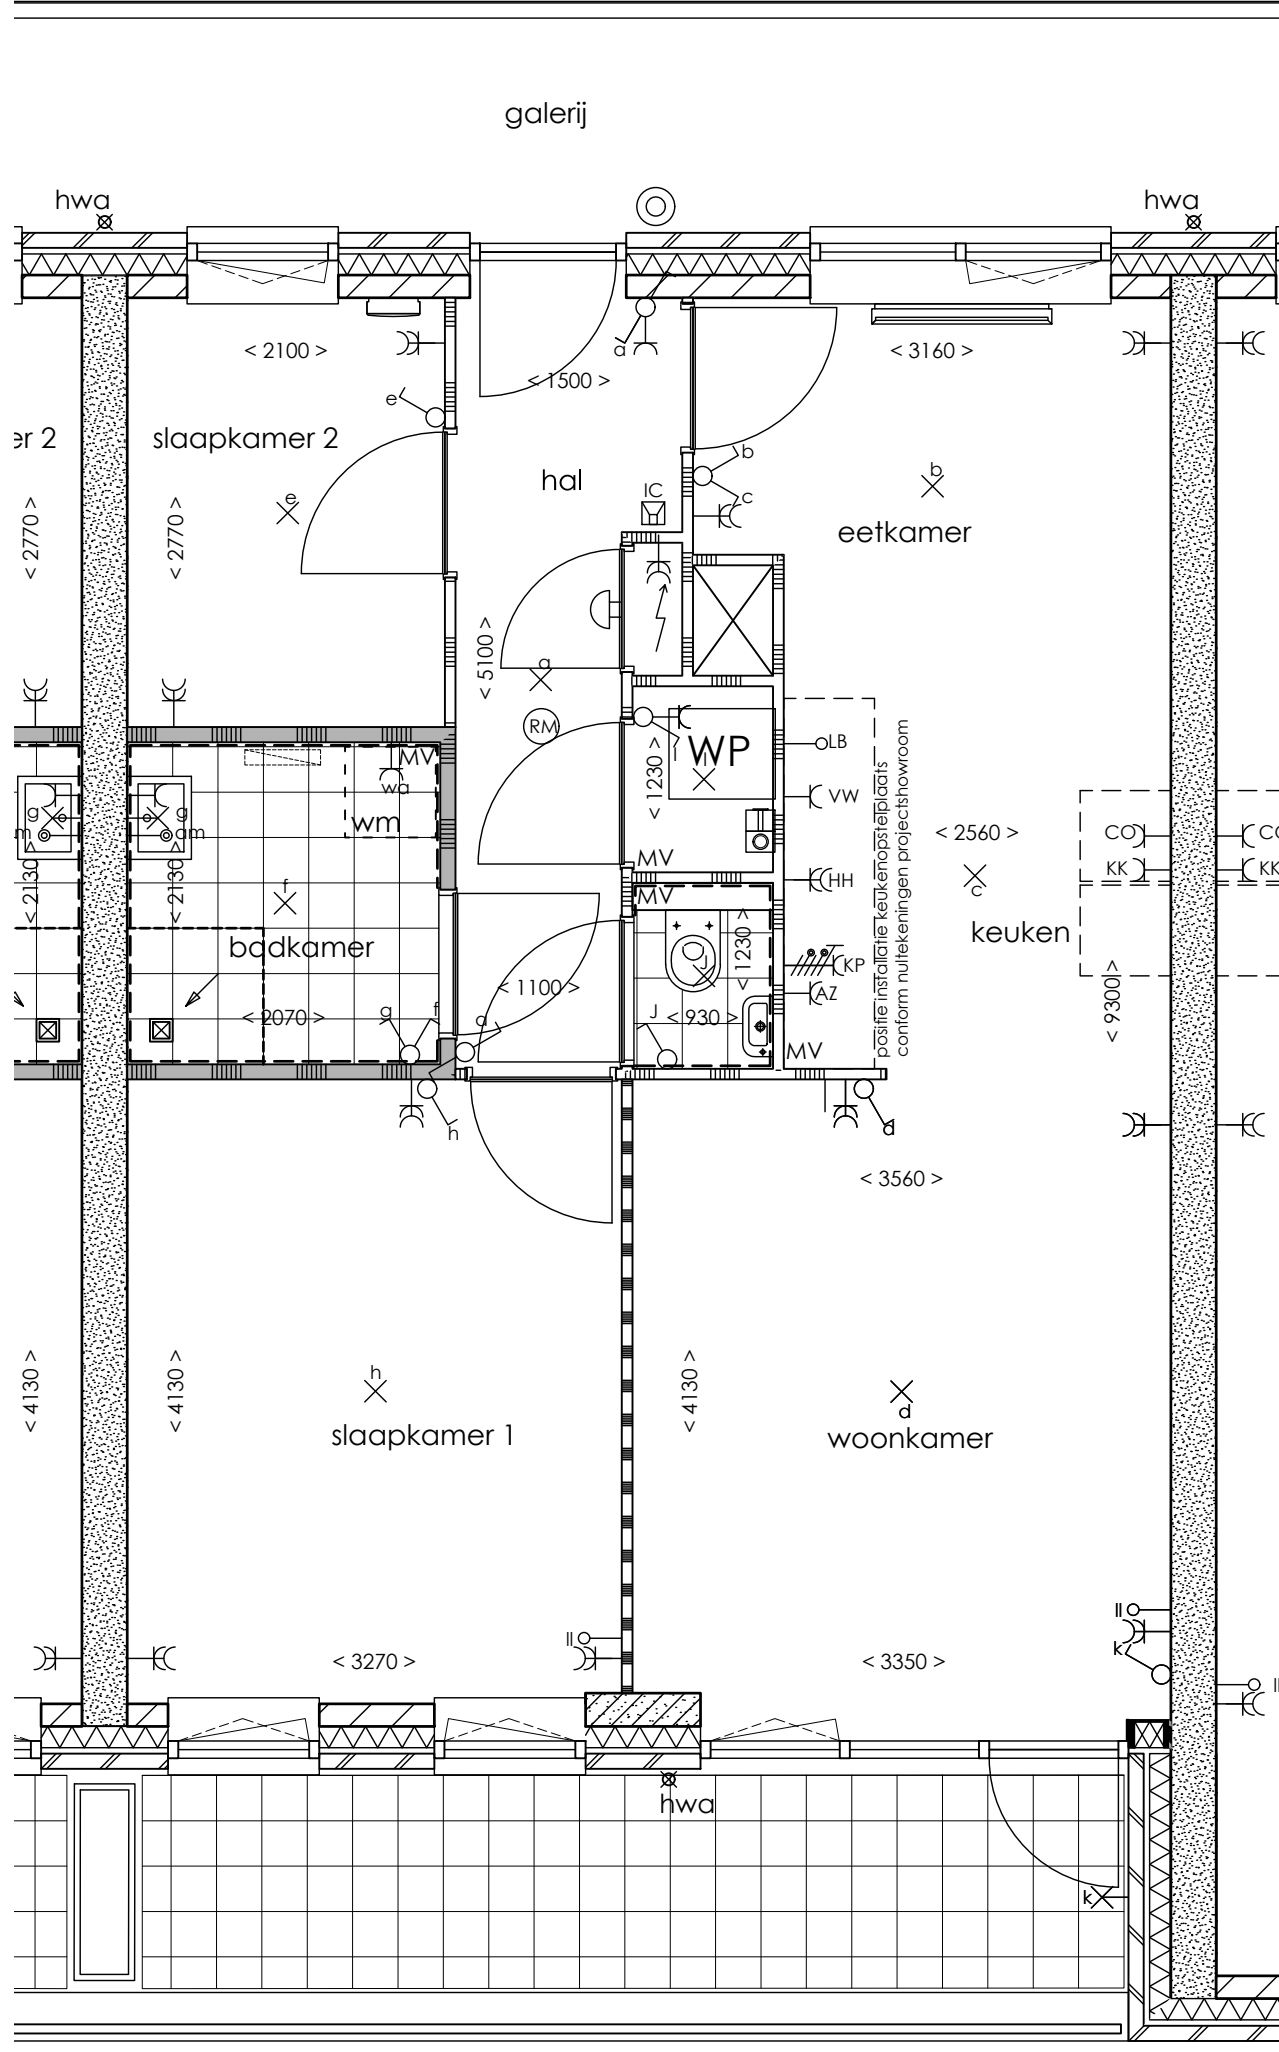 galerij
hwa
hwa
< 2100 >
a
< 3160 >
< 1500 >
e
er 2
slaapkamer 2
b
b
hal
e
IC
c
< 2770 >
< 2770 >
eetkamer
< 5100 >
a
RM
WP
MV
LB
wa
< 1230 >
VW
positie installatie keukenopstelplaats
conform nultekeningen projectshowroom
g
g
wm
am
m
< 2560 >
CO
CO
MV
KK
KK
HH
< 2130 >
< 2130 >
f
MV
c
keuken
badkamer
< 1230 >
J
KP
< 1100 >
AZ
< 9300 >
g
f
a
< 2070 >
J
< 930 >
MV
h
d
< 3560 >
< 4130 >
< 4130 >
h
< 4130 >
d
slaapkamer 1
woonkamer
II
II
k
< 3270 >
< 3350 >
hwa
k